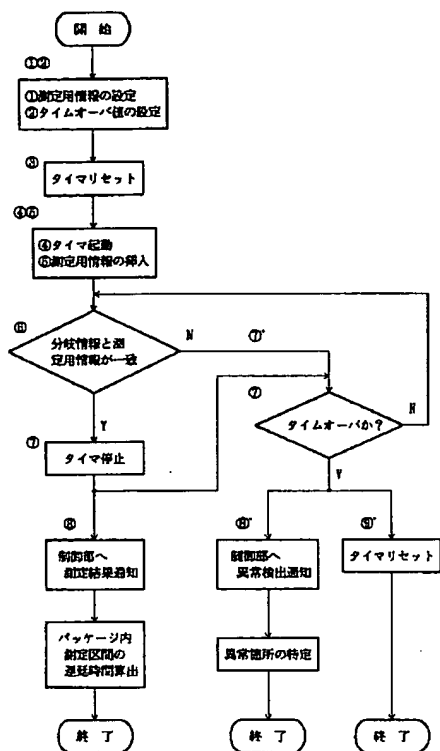 開始
①②
①測定用情報の設定
②タイムオーバ値の設定
③
タイマリセット
④⑤
④タイマ起動
⑤測定用情報の挿入
⑥
分岐情報と測
定用情報が一致
N
⑦'
Y
⑦
タイムオーバか？
N
Y
⑦
タイマ停止
⑧
制御部へ
測定結果通知
⑧'
制御部へ
異常検出通知
⑨'
タイマリセット
パッケージ内
測定区間の
遅延時間算出
異常箇所の特定
終了
終了
終了